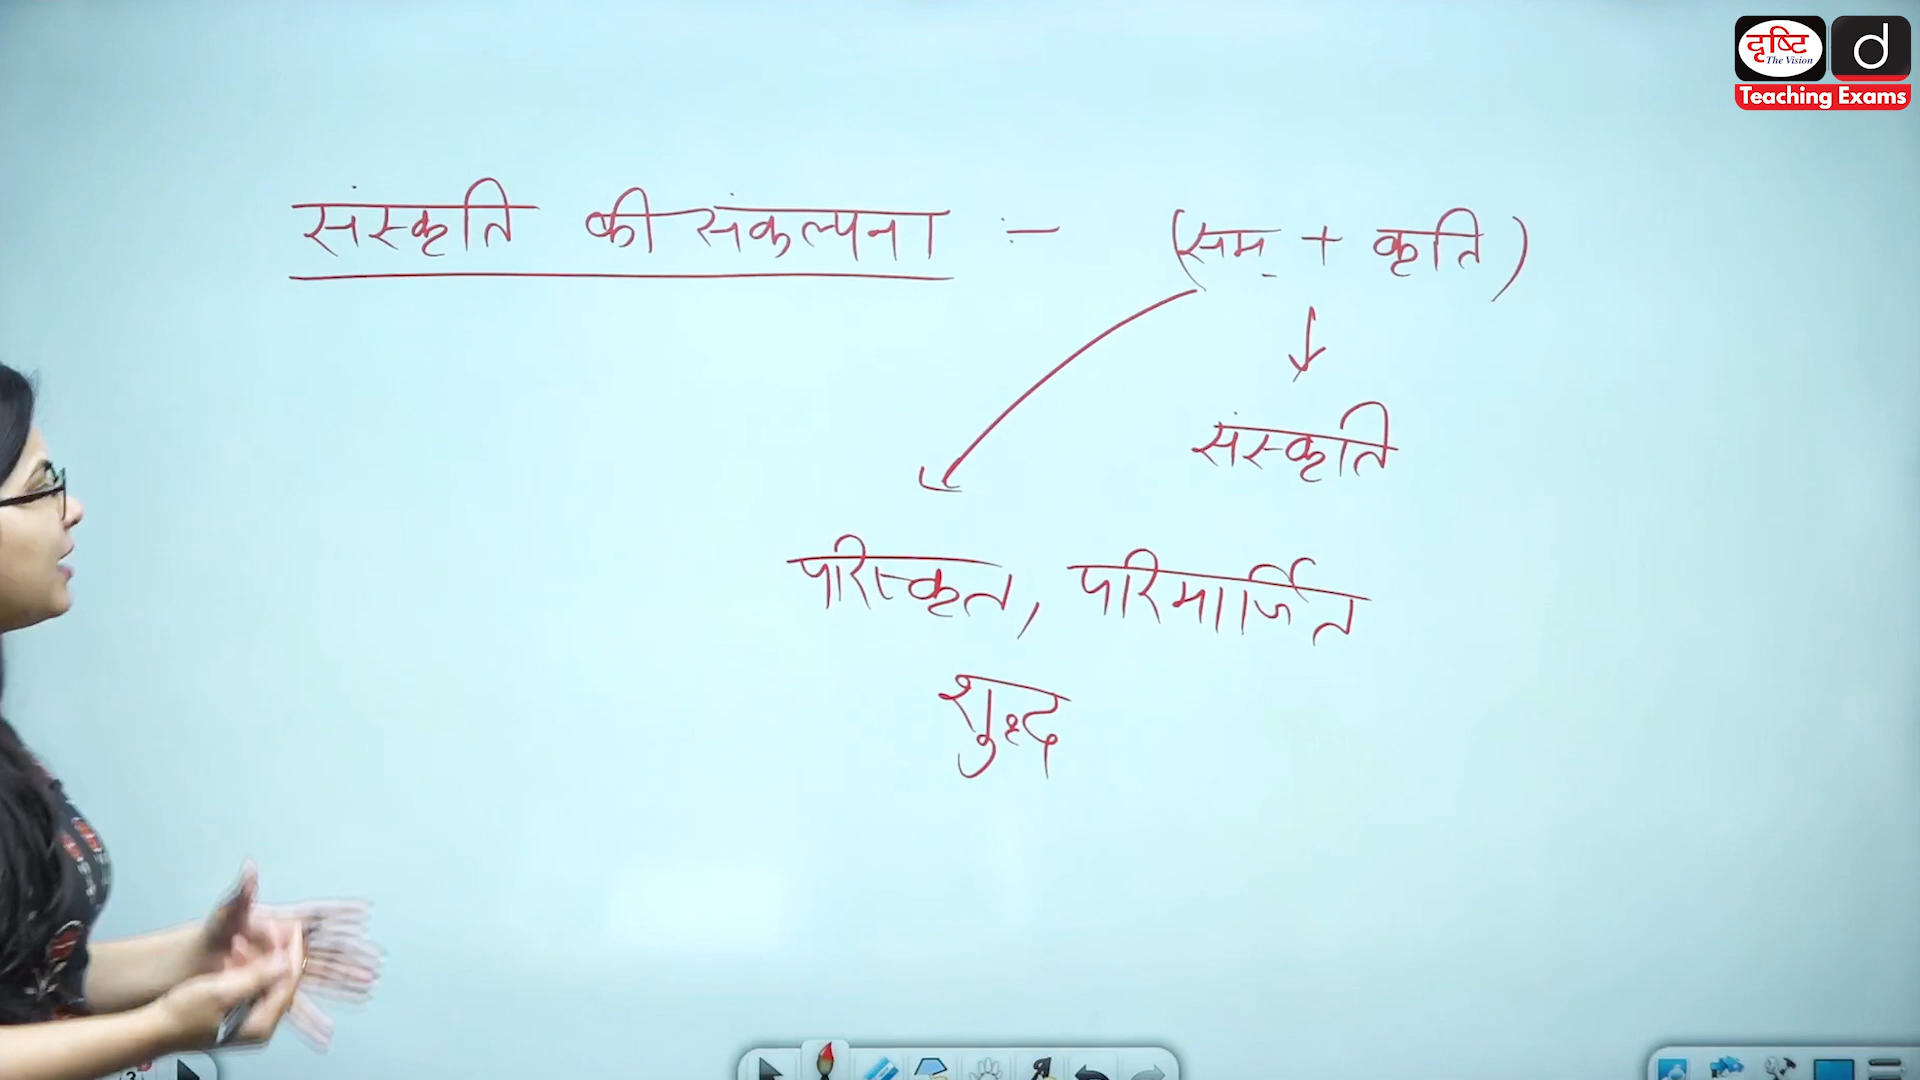 दृष्टि
The Vision
d
Teaching Exams
संस्कृति की संकल्पना :- (सम् + कृति)
संस्कृति
परिस्कृत, परिमार्जित
शुद्ध